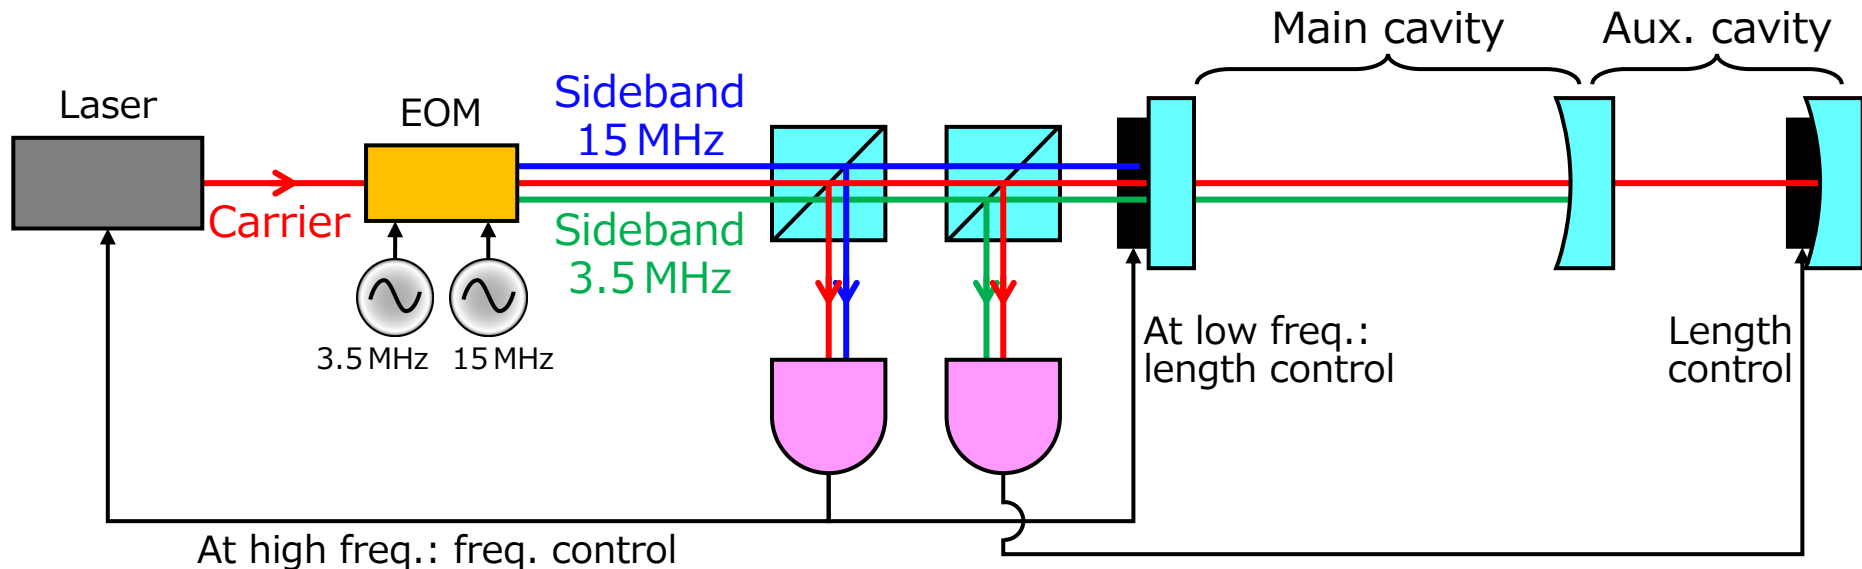 Main cavity
Aux. cavity
Laser
EOM
Sideband
15 MHz
Carrier
Sideband
3.5 MHz
3.5 MHz
15 MHz
At low freq.:
length control
Length
control
At high freq.: freq. control